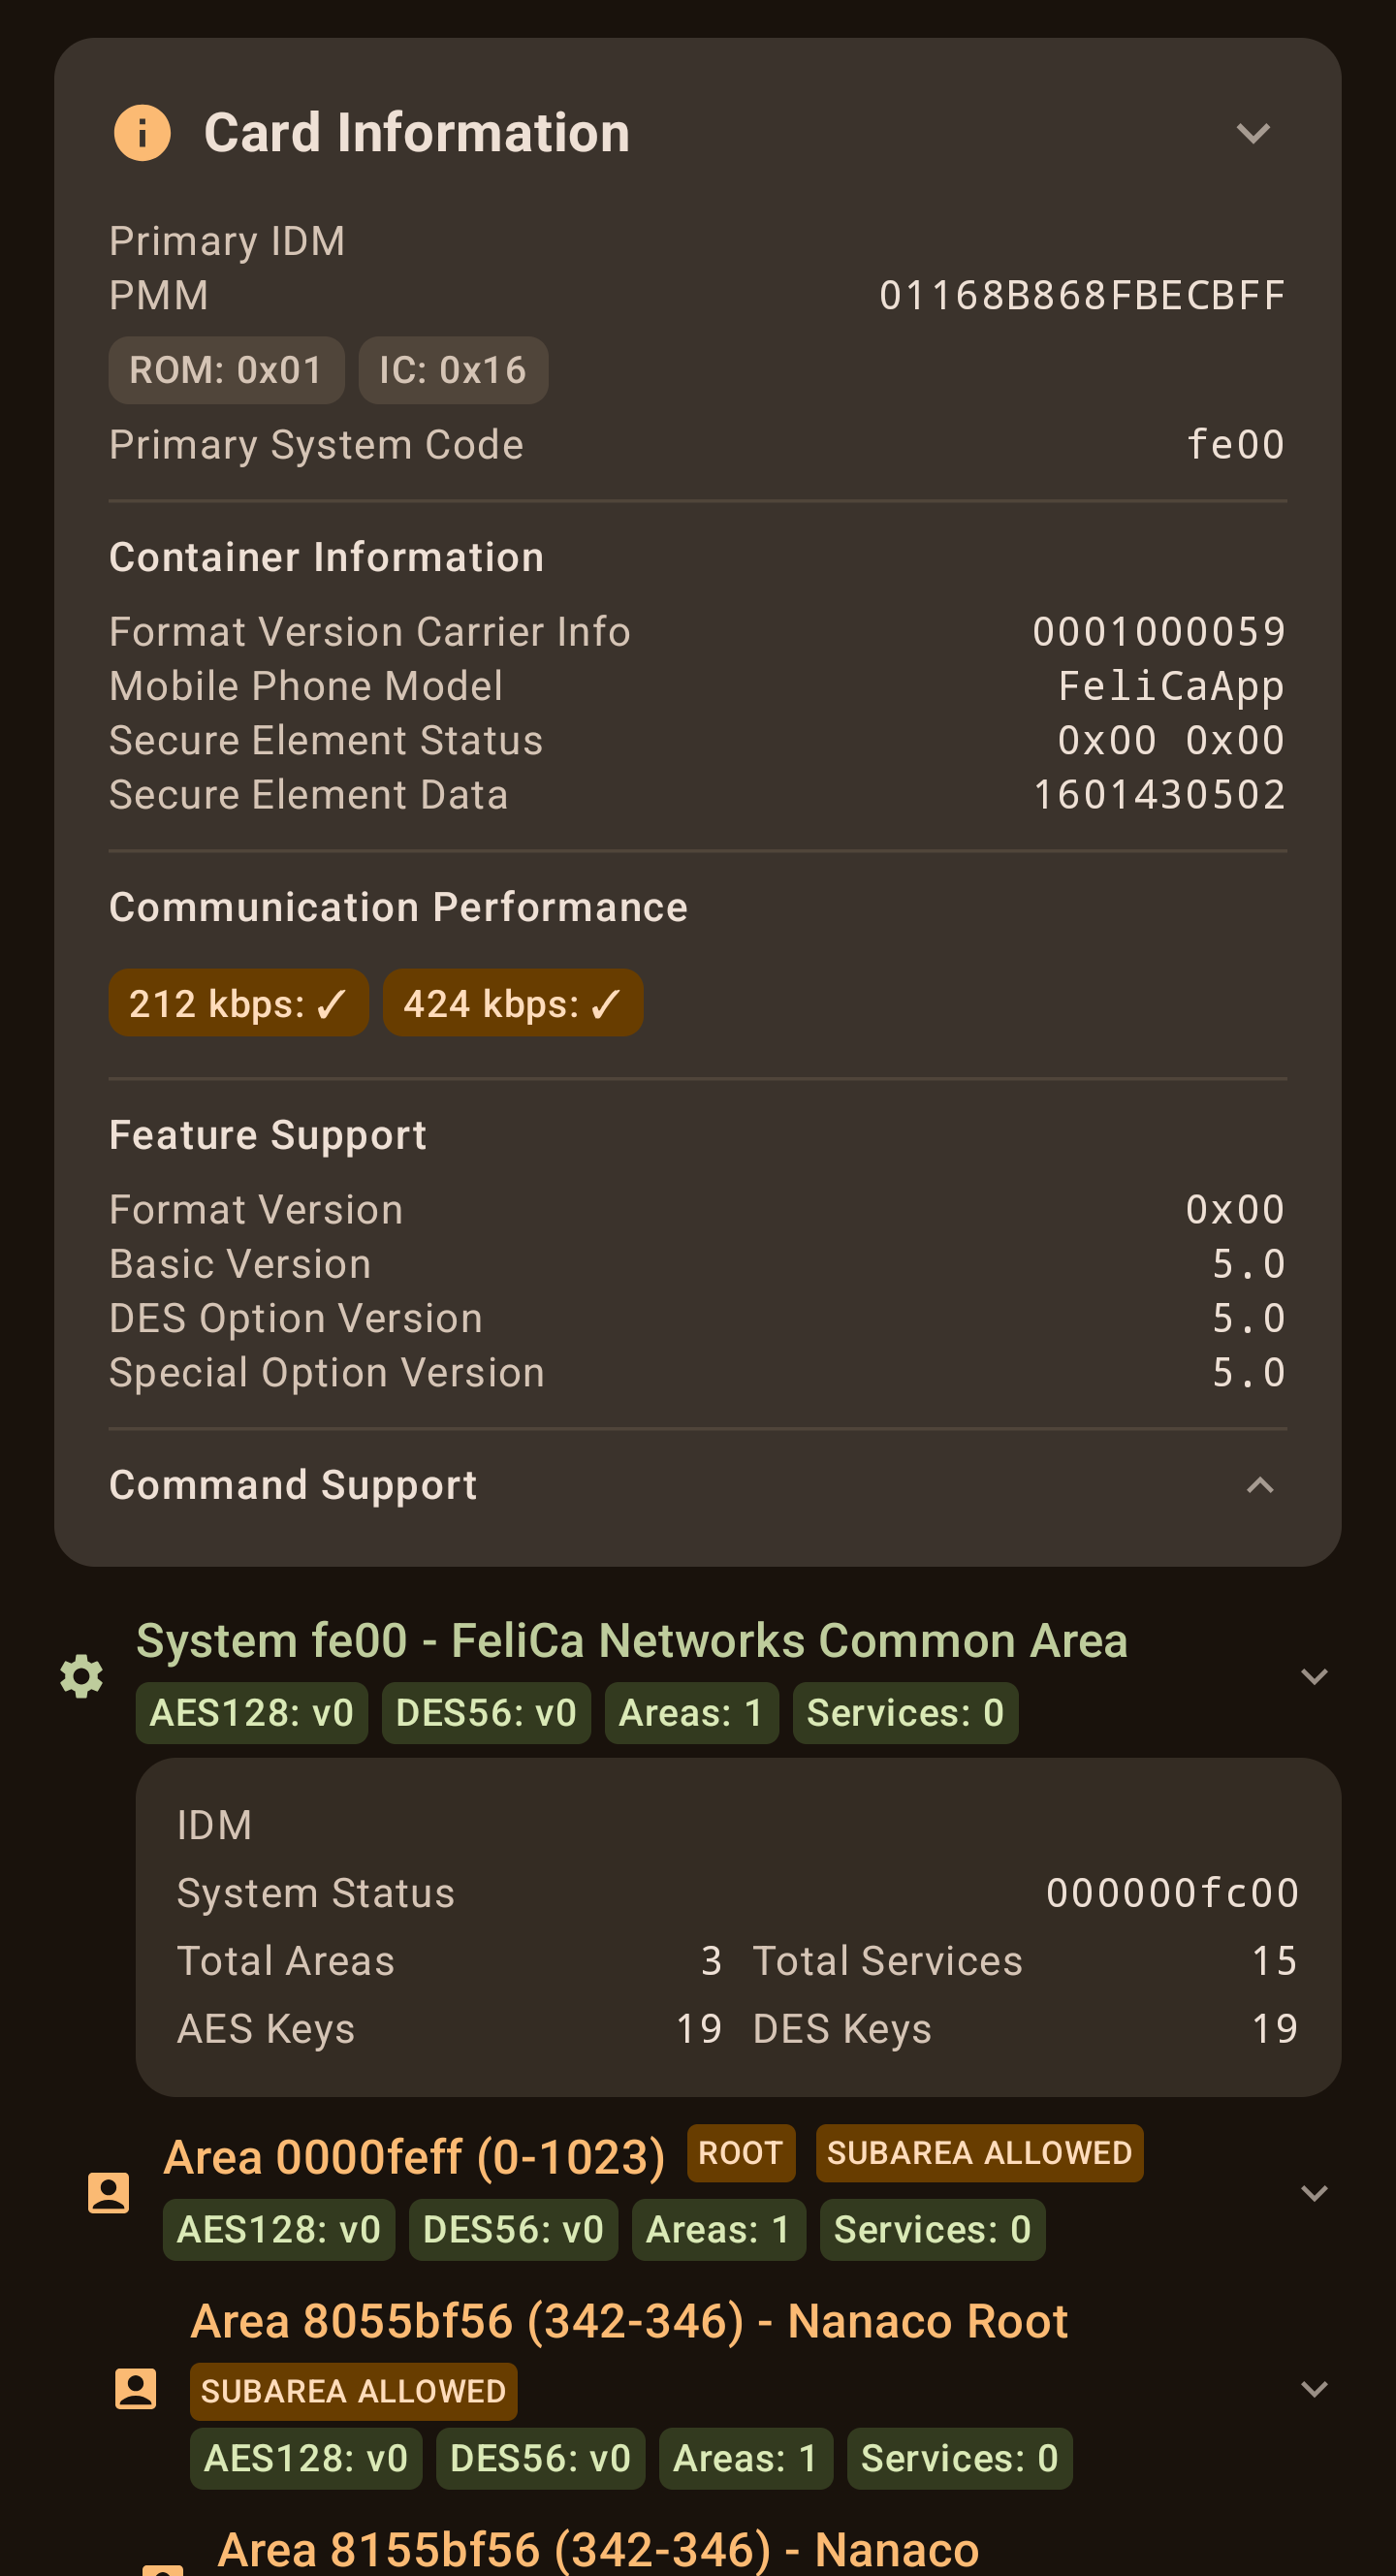 Card Information
Primary IDM
PMM 01168B868FBECBFF
ROM: 0x01 IC: 0x16
Primary System Code fe00
Container Information
Format Version Carrier Info 0001000059
Mobile Phone Model FeliCaApp
Secure Element Status 0x00 0x00
Secure Element Data 1601430502
Communication Performance
212 kbps: ✓ 424 kbps: ✓
Feature Support
Format Version 0x00
Basic Version 5.0
DES Option Version 5.0
Special Option Version 5.0
Command Support
System fe00 - FeliCa Networks Common Area
AES128: v0 DES56: v0 Areas: 1 Services: 0
IDM
System Status 000000fc00
Total Areas 3 Total Services 15
AES Keys 19 DES Keys 19
Area 0000feff (0-1023) ROOT SUBAREA ALLOWED
AES128: v0 DES56: v0 Areas: 1 Services: 0
Area 8055bf56 (342-346) - Nanaco Root
SUBAREA ALLOWED
AES128: v0 DES56: v0 Areas: 1 Services: 0
Area 8155bf56 (342-346) - Nanaco